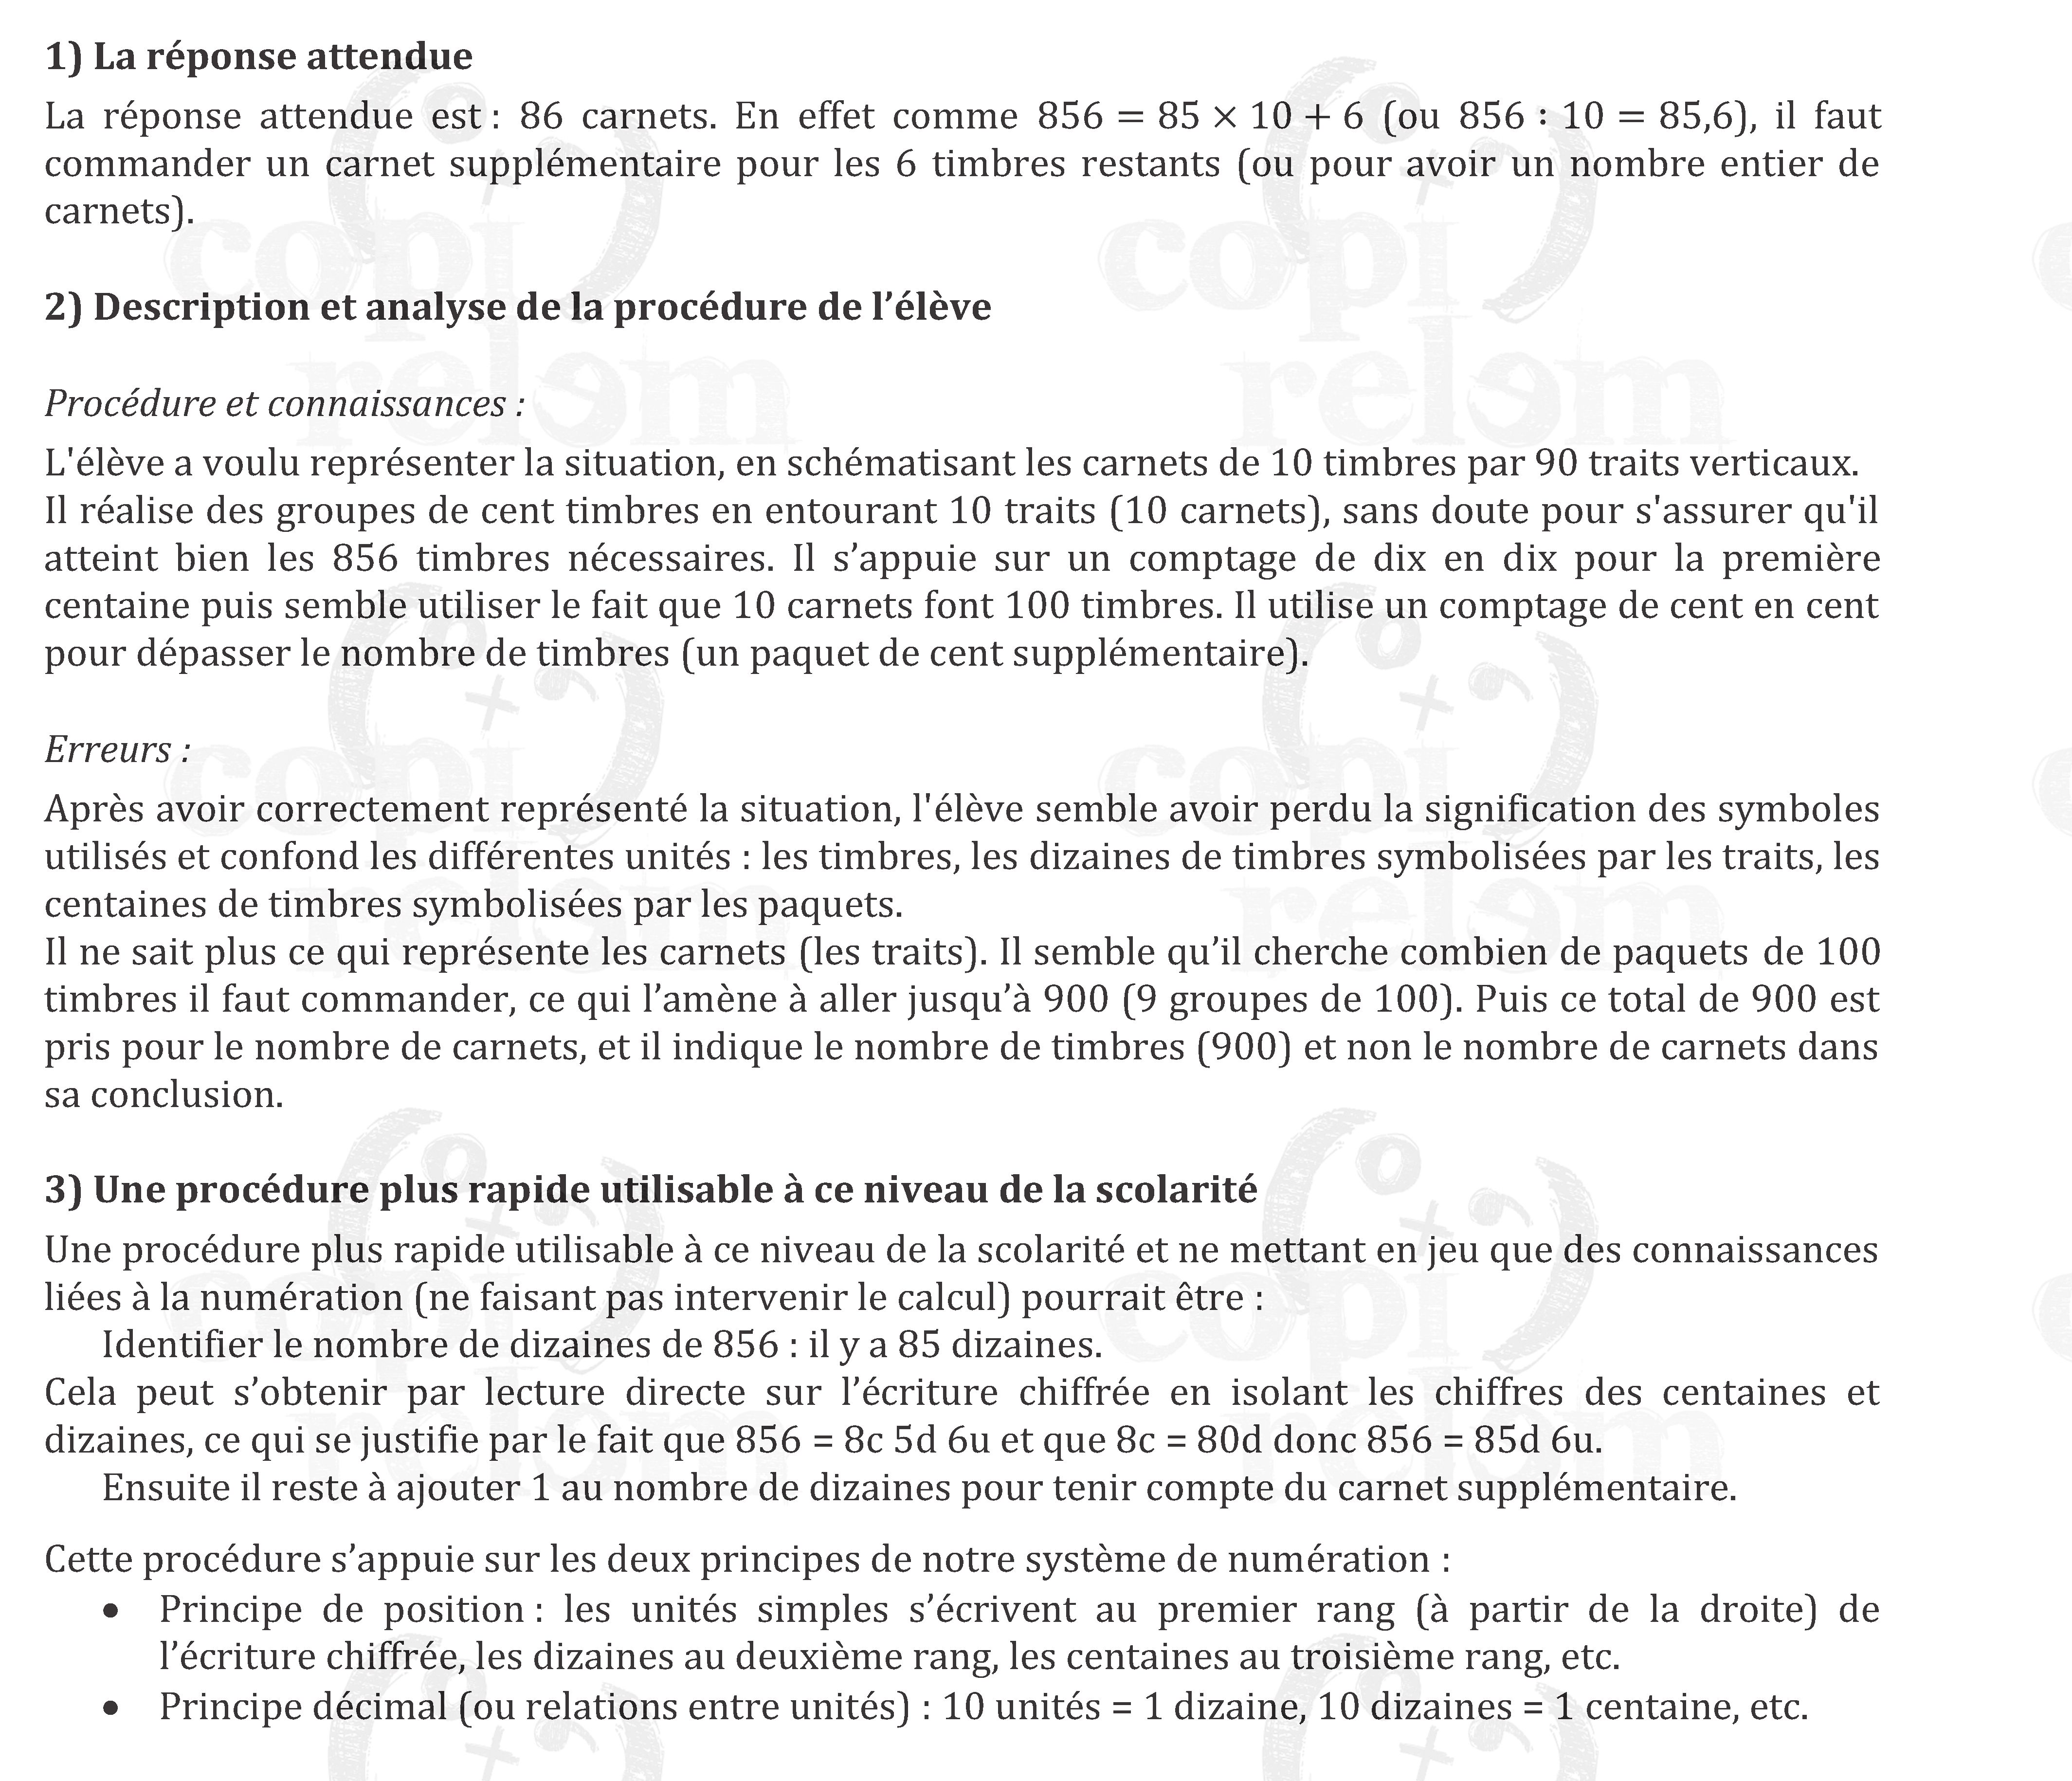 1) La réponse attendue
La réponse attendue est : 86 carnets. En effet comme 856 = 85 × 10 + 6 (ou 856 : 10 = 85,6), il faut
commander un carnet supplémentaire pour les 6 timbres restants (ou pour avoir un nombre entier de
carnets).
2) Description et analyse de la procédure de l’élève
Procédure et connaissances :
L'élève a voulu représenter la situation, en schématisant les carnets de 10 timbres par 90 traits verticaux.
Il réalise des groupes de cent timbres en entourant 10 traits (10 carnets), sans doute pour s'assurer qu'il
atteint bien les 856 timbres nécessaires. Il s’appuie sur un comptage de dix en dix pour la première
centaine puis semble utiliser le fait que 10 carnets font 100 timbres. Il utilise un comptage de cent en cent
pour dépasser le nombre de timbres (un paquet de cent supplémentaire).
Erreurs :
Après avoir correctement représenté la situation, l'élève semble avoir perdu la signification des symboles
utilisés et confond les différentes unités : les timbres, les dizaines de timbres symbolisées par les traits, les
centaines de timbres symbolisées par les paquets.
Il ne sait plus ce qui représente les carnets (les traits). Il semble qu’il cherche combien de paquets de 100
timbres il faut commander, ce qui l’amène à aller jusqu’à 900 (9 groupes de 100). Puis ce total de 900 est
pris pour le nombre de carnets, et il indique le nombre de timbres (900) et non le nombre de carnets dans
sa conclusion.
3) Une procédure plus rapide utilisable à ce niveau de la scolarité
Une procédure plus rapide utilisable à ce niveau de la scolarité et ne mettant en jeu que des connaissances
liées à la numération (ne faisant pas intervenir le calcul) pourrait être :
Identifier le nombre de dizaines de 856 : il y a 85 dizaines.
Cela peut s’obtenir par lecture directe sur l’écriture chiffrée en isolant les chiffres des centaines et
dizaines, ce qui se justifie par le fait que 856 = 8c 5d 6u et que 8c = 80d donc 856 = 85d 6u.
Ensuite il reste à ajouter 1 au nombre de dizaines pour tenir compte du carnet supplémentaire.
Cette procédure s’appuie sur les deux principes de notre système de numération :
• Principe de position : les unités simples s’écrivent au premier rang (à partir de la droite) de
l’écriture chiffrée, les dizaines au deuxième rang, les centaines au troisième rang, etc.
• Principe décimal (ou relations entre unités) : 10 unités = 1 dizaine, 10 dizaines = 1 centaine, etc.